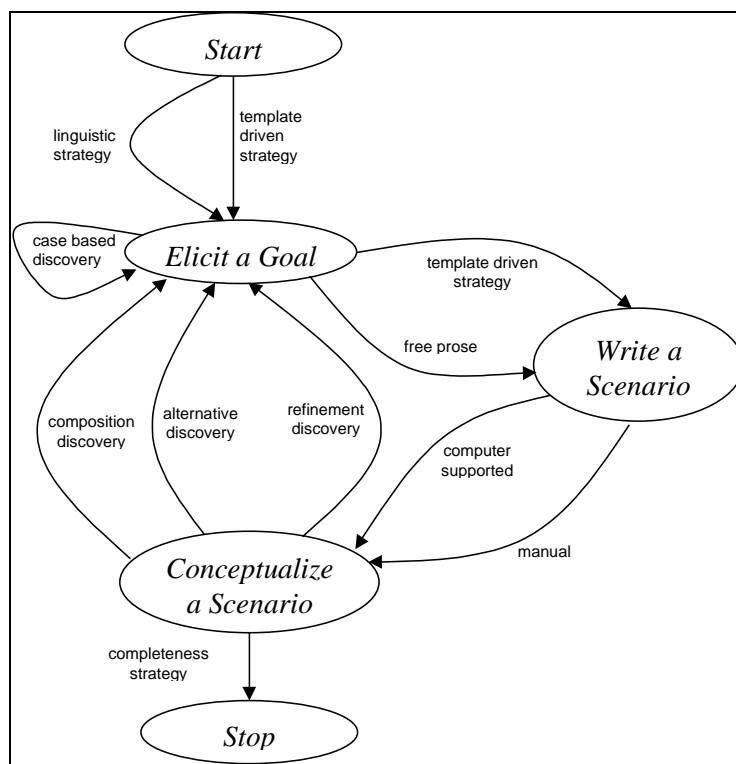 Start
linguistic
strategy
template
driven
strategy
case based
discovery
Elicit a Goal
template driven
strategy
free prose
Write a
Scenario
composition
discovery
alternative
discovery
refinement
discovery
computer
supported
manual
Conceptualize
a Scenario
completeness
strategy
Stop